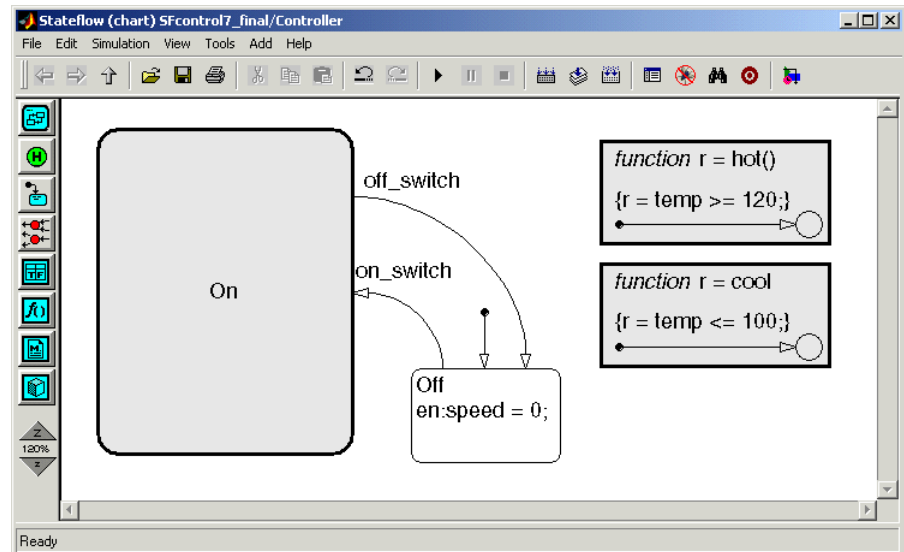 Stateflow (chart) SFcontrol7_final/Controller
File Edit Simulation View Tools Add Help
H
TF
f()
M
Z
120%
z
On
off_switch
on_switch
Off
en:speed = 0;
function r = hot()
{r = temp >= 120;}
function r = cool
{r = temp <= 100;}
Ready